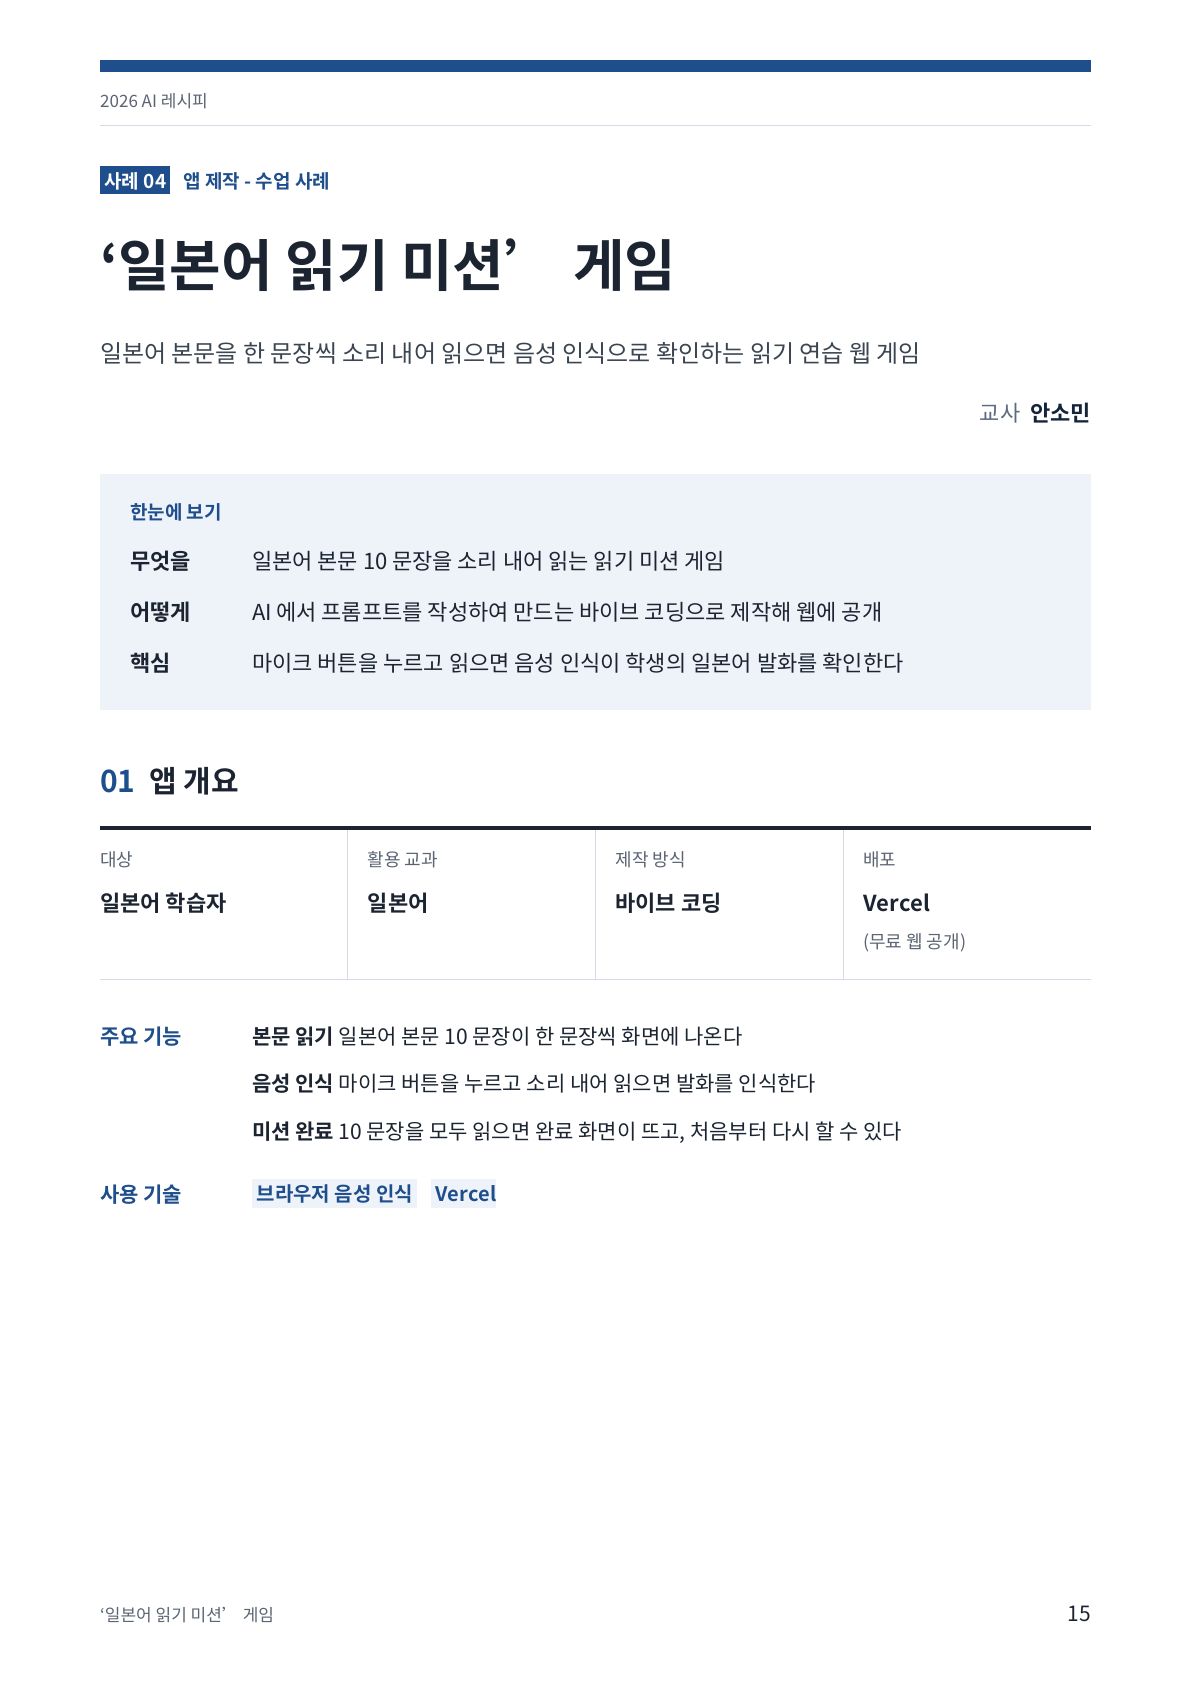 2026 AI 레시피
사례 04 앱 제작 - 수업 사례
‘일본어 읽기 미션’ 게임
일본어 본문을 한 문장씩 소리 내어 읽으면 음성 인식으로 확인하는 읽기 연습 웹 게임
교사 안소민
한눈에 보기
무엇을 일본어 본문 10 문장을 소리 내어 읽는 읽기 미션 게임
어떻게 AI 에서 프롬프트를 작성하여 만드는 바이브 코딩으로 제작해 웹에 공개
핵심 마이크 버튼을 누르고 읽으면 음성 인식이 학생의 일본어 발화를 확인한다
01 앱 개요
대상 활용 교과 제작 방식 배포
일본어 학습자 일본어 바이브 코딩 Vercel
(무료 웹 공개)
주요 기능 본문 읽기 일본어 본문 10 문장이 한 문장씩 화면에 나온다
음성 인식 마이크 버튼을 누르고 소리 내어 읽으면 발화를 인식한다
미션 완료 10 문장을 모두 읽으면 완료 화면이 뜨고, 처음부터 다시 할 수 있다
사용 기술 브라우저 음성 인식 Vercel
‘일본어 읽기 미션’ 게임 15